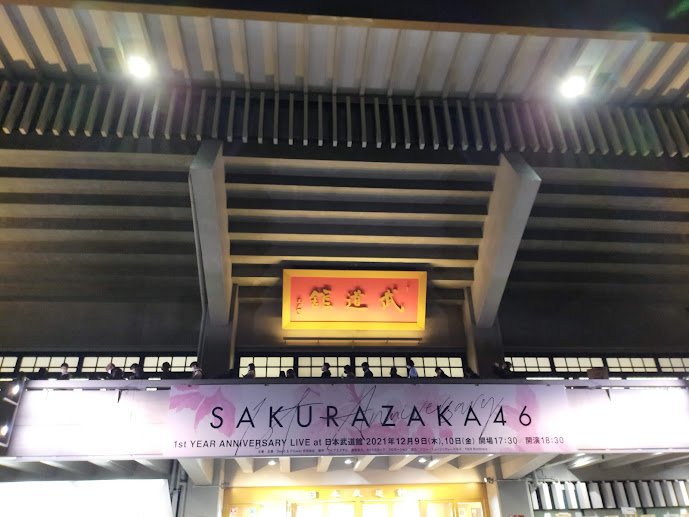 武道館
SAKURAZAKA46
1st Anniversary
1st YEAR ANNIVERSARY LIVE at 日本武道館 2021年12月9日(木),10日(金) 開場17:30 開演18:30